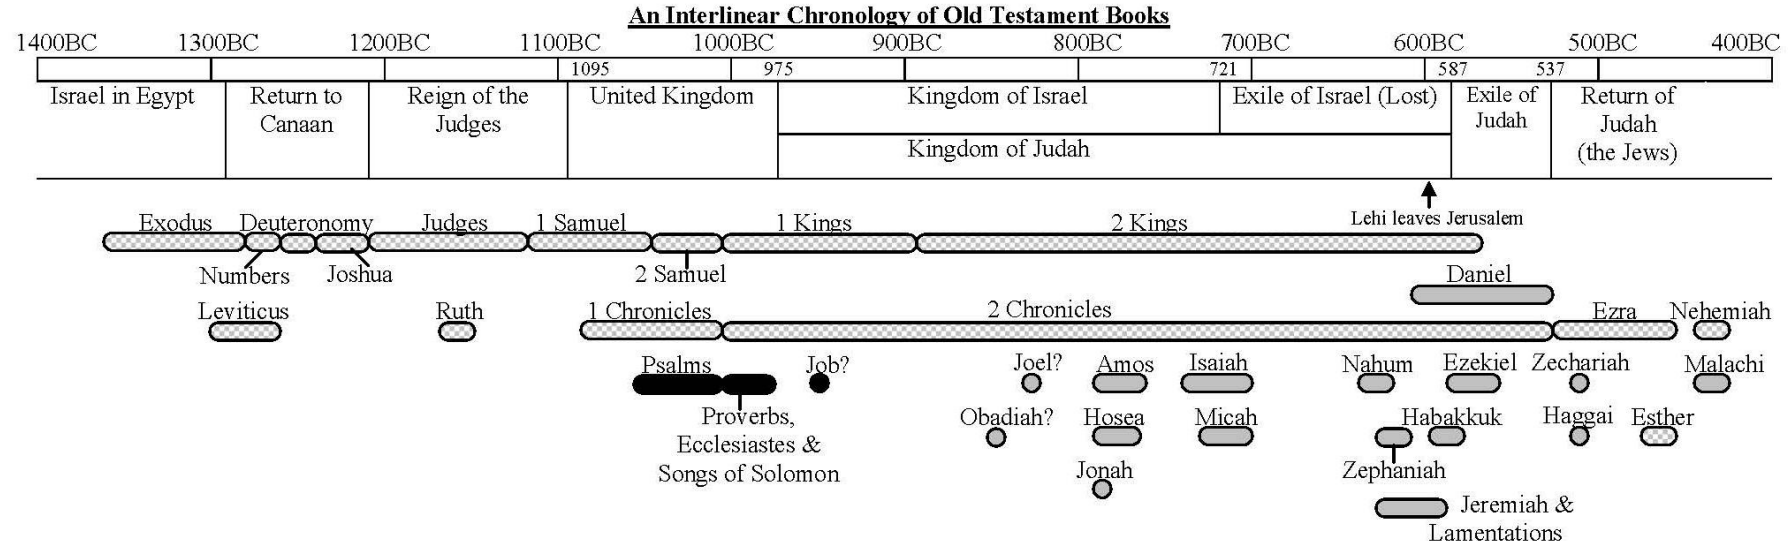 An Interlinear Chronology of Old Testament Books
1400BC 1300BC 1200BC 1100BC 1000BC 900BC 800BC 700BC 600BC 500BC 400BC
1095 975 721 587 537
Israel in Egypt
Return to
Canaan
Reign of the
Judges
United Kingdom
Kingdom of Israel
Exile of Israel (Lost)
Kingdom of Judah
Exile of
Judah
Return of
Judah
(the Jews)
Lehi leaves Jerusalem
Exodus Deuteronomy Judges 1 Samuel 1 Kings 2 Kings
Numbers Joshua 2 Samuel Daniel
Leviticus Ruth 1 Chronicles 2 Chronicles Ezra Nehemiah
Psalms Job? Joel? Amos Isaiah Nahum Ezekiel Zechariah Malachi
Proverbs,
Ecclesiastes &
Songs of Solomon
Obadiah? Hosea Micah Habakkuk Haggai Esther
Jonah Zephaniah
Jeremiah &
Lamentations